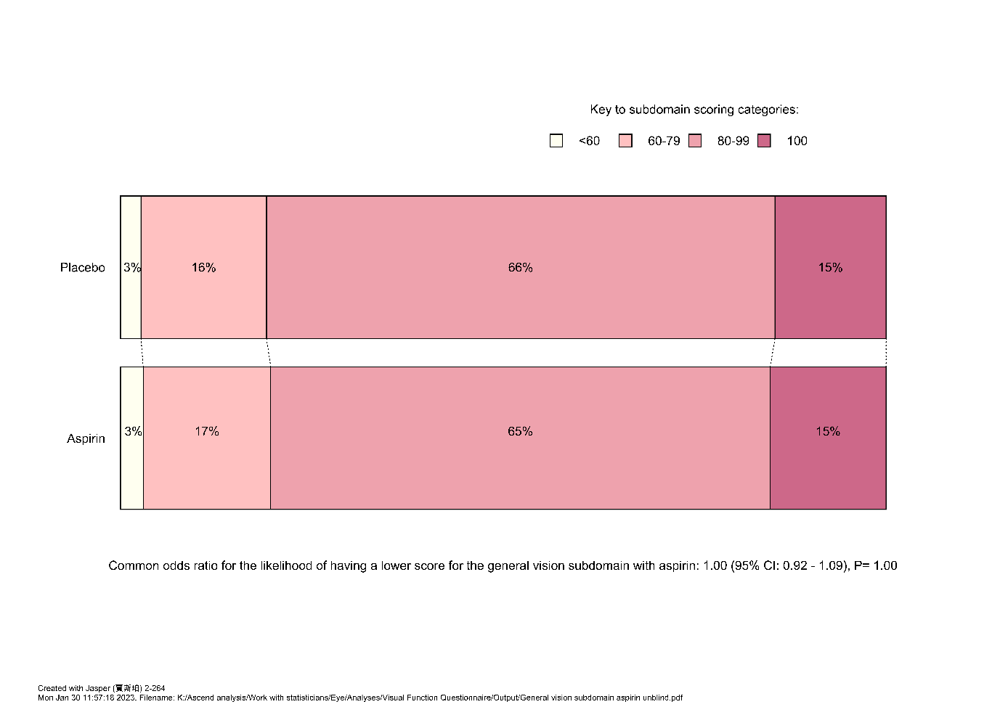 Key to subdomain scoring categories:
<60 60-79 80-99 100
Placebo 3% 16% 66% 15%
Aspirin 3% 17% 65% 15%
Common odds ratio for the likelihood of having a lower score for the general vision subdomain with aspirin: 1.00 (95% CI: 0.92 - 1.09), P= 1.00
Created with Jasper (賈斯珀) 2-264
Mon Jan 30 11:57:18 2023. Filename: K:/Ascend analysis/Work with statisticians/Eye/Analyses/Visual Function Questionnaire/Output/General vision subdomain aspirin unblind.pdf